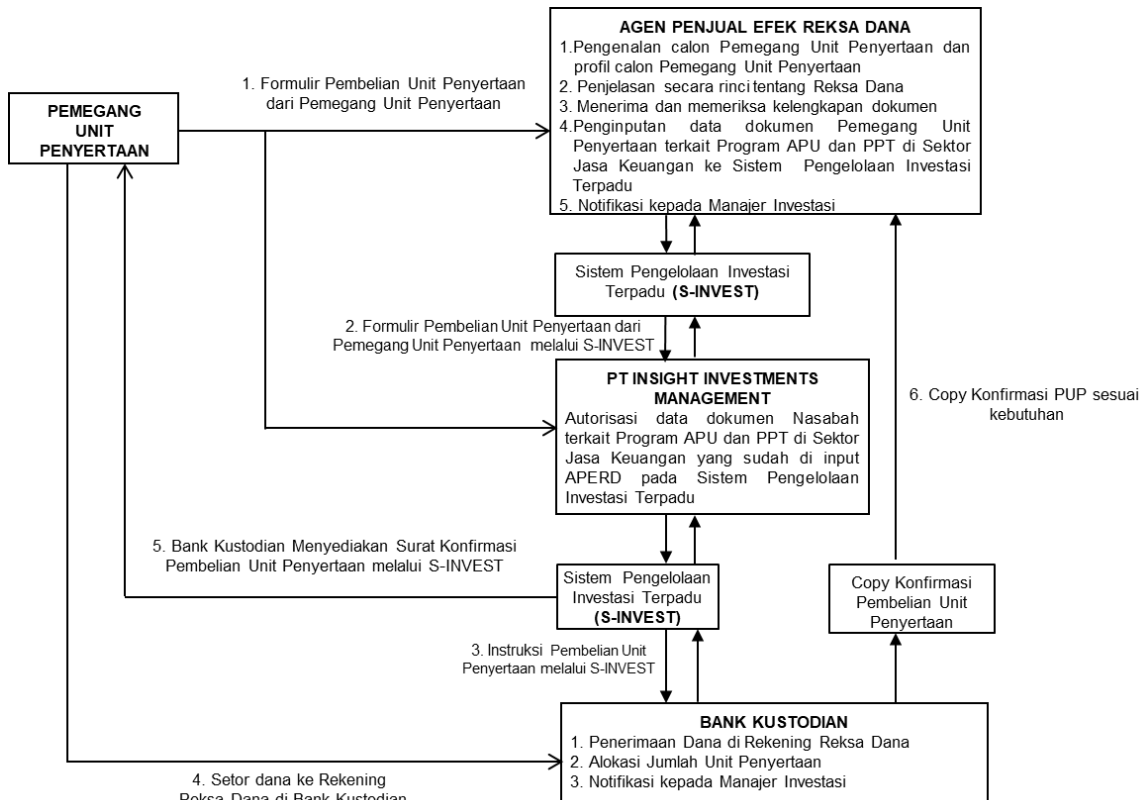 AGEN PENJUAL EFEK REKSA DANA
1.Pengenalan calon Pemegang Unit Penyertaan dan
profil calon Pemegang Unit Penyertaan
2. Penjelasan secara rinci tentang Reksa Dana
3. Menerima dan memeriksa kelengkapan dokumen
4.Penginputan data dokumen Pemegang Unit
Penyertaan terkait Program APU dan PPT di Sektor
Jasa Keuangan ke Sistem Pengelolaan Investasi
Terpadu
5. Notifikasi kepada Manajer Investasi
1. Formulir Pembelian Unit Penyertaan
dari Pemegang Unit Penyertaan
PEMEGANG
UNIT
PENYERTAAN
Sistem Pengelolaan Investasi
Terpadu (S-INVEST)
2. Formulir Pembelian Unit Penyertaan dari
Pemegang Unit Penyertaan melalui S-INVEST
PT INSIGHT INVESTMENTS
MANAGEMENT
Autorisasi data dokumen Nasabah
terkait Program APU dan PPT di Sektor
Jasa Keuangan yang sudah di input
APERD pada Sistem Pengelolaan
Investasi Terpadu
6. Copy Konfirmasi PUP sesuai
kebutuhan
5. Bank Kustodian Menyediakan Surat Konfirmasi
Pembelian Unit Penyertaan melalui S-INVEST
Sistem Pengelolaan
Investasi Terpadu
(S-INVEST)
Copy Konfirmasi
Pembelian Unit
Penyertaan
3. Instruksi Pembelian Unit
Penyertaan melalui S-INVEST
BANK KUSTODIAN
1. Penerimaan Dana di Rekening Reksa Dana
2. Alokasi Jumlah Unit Penyertaan
3. Notifikasi kepada Manajer Investasi
4. Setor dana ke Rekening
Reksa Dana di Bank Kustodian